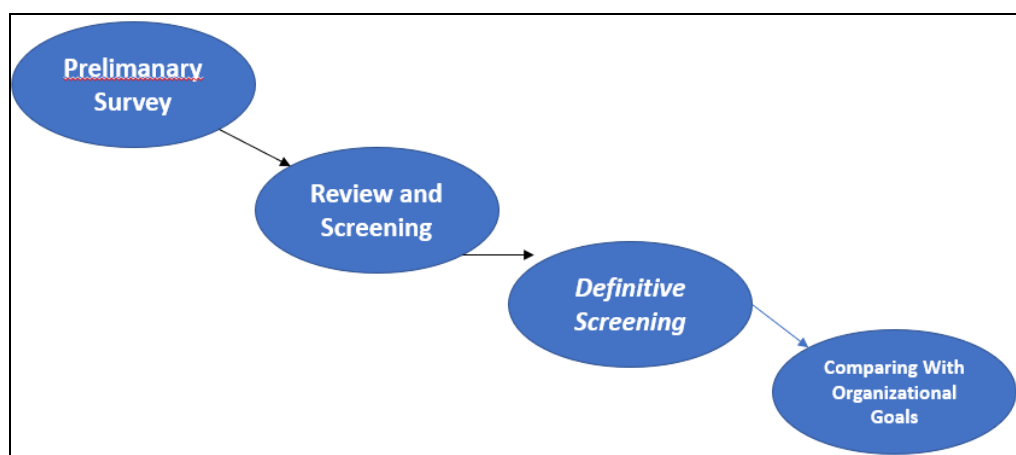 Prelimanary
Survey
Review and
Screening
Definitive
Screening
Comparing With
Organizational
Goals